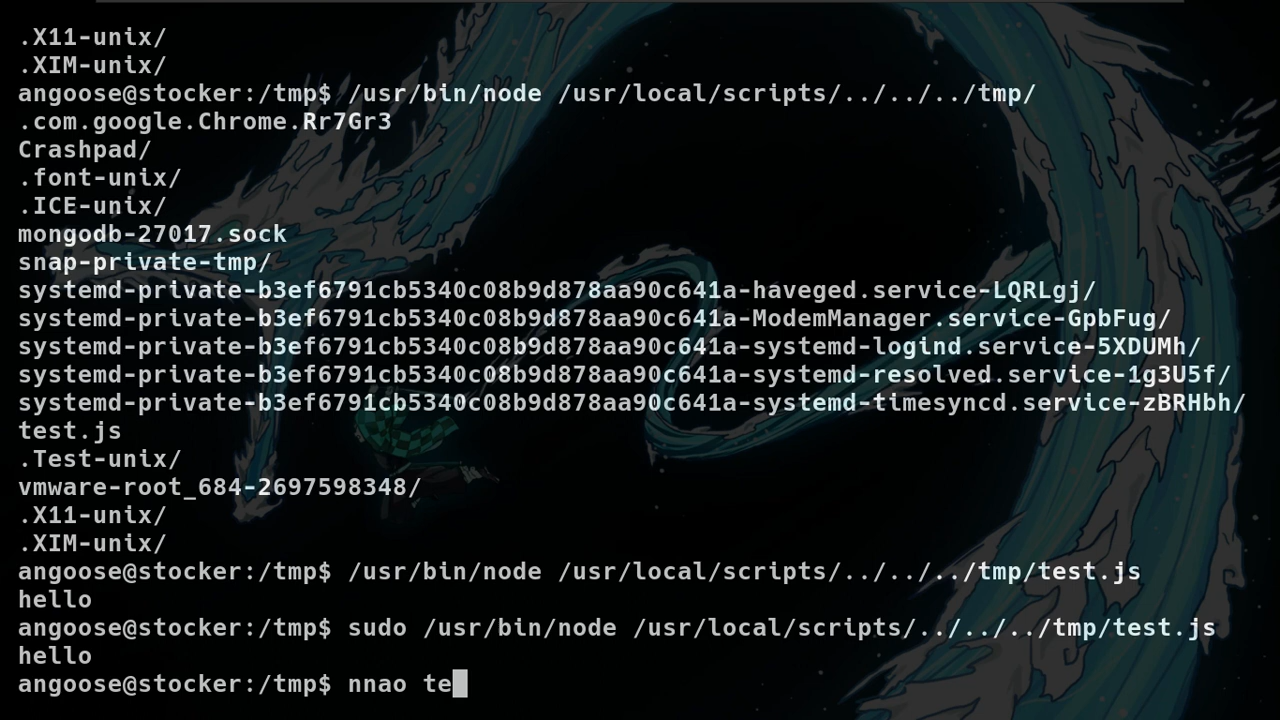 .X11-unix/
.XIM-unix/
angoose@stocker:/tmp$ /usr/bin/node /usr/local/scripts/../../../tmp/
.com.google.Chrome.Rr7Gr3
Crashpad/
.font-unix/
.ICE-unix/
mongodb-27017.sock
snap-private-tmp/
systemd-private-b3ef6791cb5340c08b9d878aa90c641a-haveged.service-LQRLgj/
systemd-private-b3ef6791cb5340c08b9d878aa90c641a-ModemManager.service-GpbFug/
systemd-private-b3ef6791cb5340c08b9d878aa90c641a-systemd-logind.service-5XDUMh/
systemd-private-b3ef6791cb5340c08b9d878aa90c641a-systemd-resolved.service-1g3U5f/
systemd-private-b3ef6791cb5340c08b9d878aa90c641a-systemd-timesyncd.service-zBRHbh/
test.js
.Test-unix/
vmware-root_684-2697598348/
.X11-unix/
.XIM-unix/
angoose@stocker:/tmp$ /usr/bin/node /usr/local/scripts/../../../tmp/test.js
hello
angoose@stocker:/tmp$ sudo /usr/bin/node /usr/local/scripts/../../../tmp/test.js
hello
angoose@stocker:/tmp$ nnao te